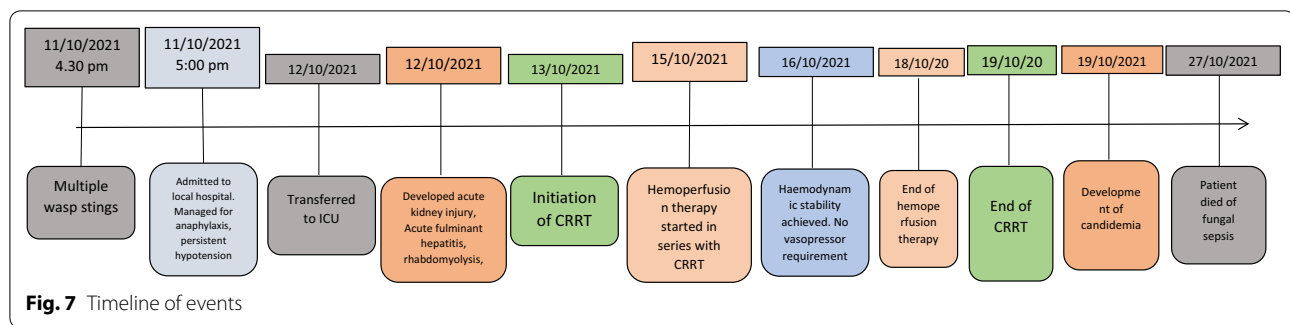 11/10/2021
4.30 pm
11/10/2021
5:00 pm
12/10/2021
12/10/2021
13/10/2021
15/10/2021
16/10/2021
18/10/20
19/10/20
19/10/2021
27/10/2021
Multiple
wasp stings
Admitted to
local hospital.
Managed for
anaphylaxis,
persistent
hypotension
Transferred
to ICU
Developed acute
kidney injury,
Acute fulminant
hepatitis,
rhabdomyolysis,
Initiation
of CRRT
Hemoperfusio
n therapy
started in
series with
CRRT
Haemodynam
ic stability
achieved. No
vasopressor
requirement
End of
hemope
rfusion
therapy
End of
CRRT
Developme
nt of
candidemia
Patient
died of
fungal
sepsis
Fig. 7 Timeline of events